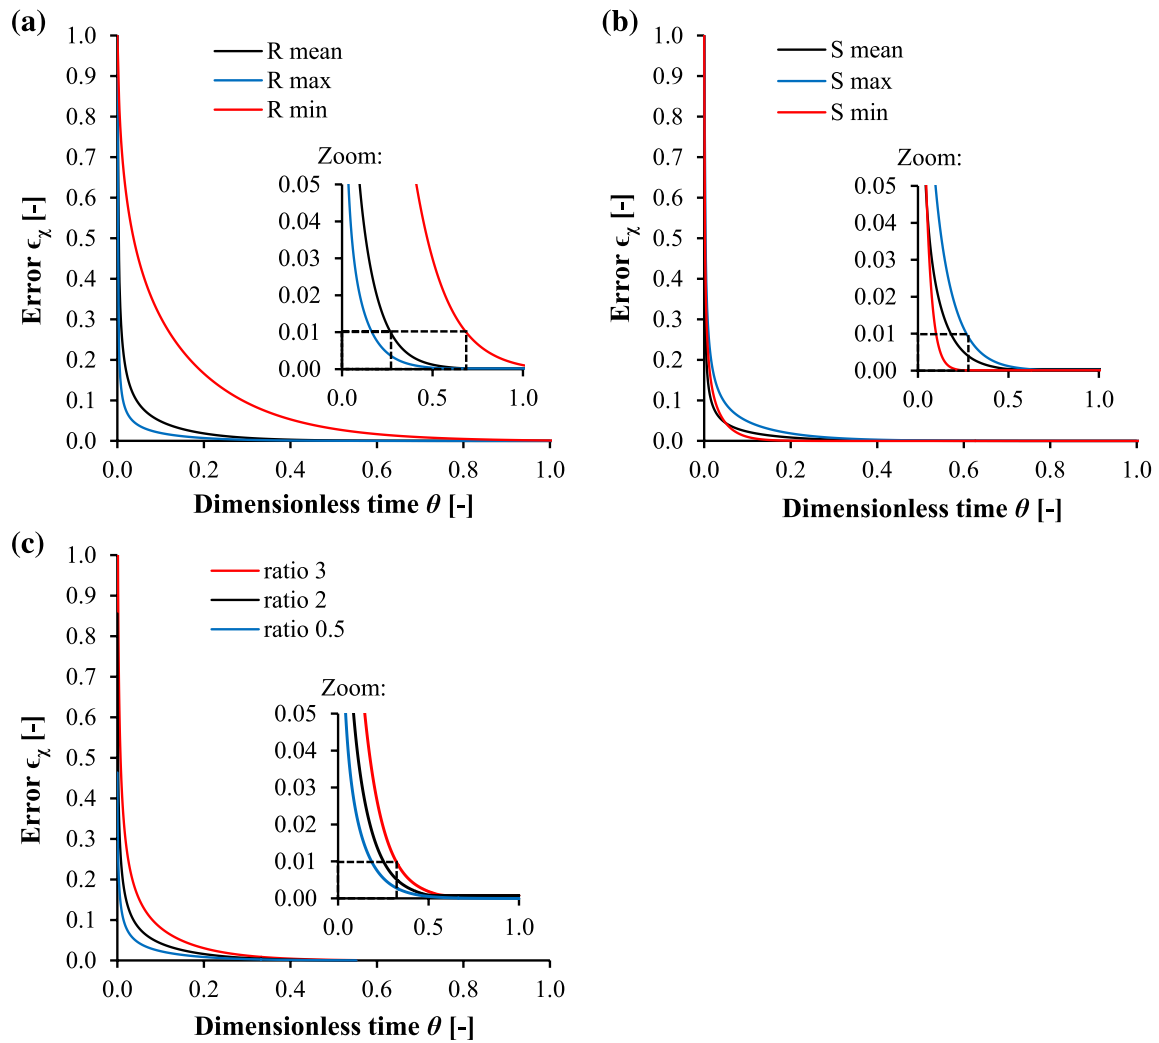 (a)
R mean
R max
R min
Zoom:
0.05
0.04
0.03
0.02
0.01
0.00
0.0 0.5 1.0
1.0
0.9
0.8
0.7
0.6
0.5
0.4
0.3
0.2
0.1
0.0
0.0 0.2 0.4 0.6 0.8 1.0
Error ϵχ [-]
Dimensionless time θ [-]
(b)
S mean
S max
S min
Zoom:
0.05
0.04
0.03
0.02
0.01
0.00
0.0 0.5 1.0
1.0
0.9
0.8
0.7
0.6
0.5
0.4
0.3
0.2
0.1
0.0
0.0 0.2 0.4 0.6 0.8 1.0
Error ϵχ [-]
Dimensionless time θ [-]
(c)
ratio 3
ratio 2
ratio 0.5
Zoom:
0.05
0.04
0.03
0.02
0.01
0.00
0.0 0.5 1.0
1.0
0.9
0.8
0.7
0.6
0.5
0.4
0.3
0.2
0.1
0.0
0.0 0.2 0.4 0.6 0.8 1.0
Error ϵχ [-]
Dimensionless time θ [-]